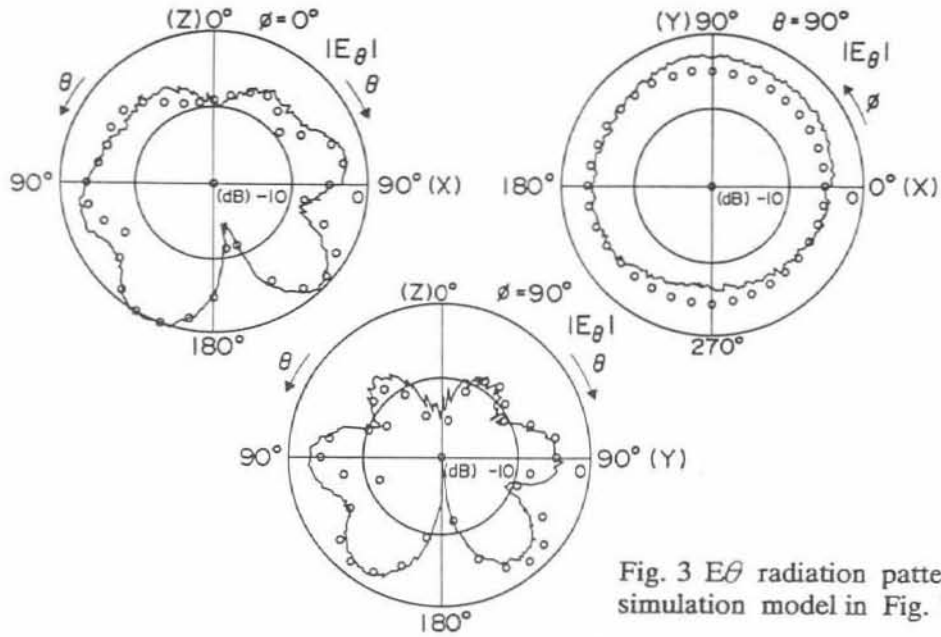 (Z) 0° ø=0°
|Eθ|
θ θ
90° (dB) -10 0 90° (X)
180°
(Y) 90° θ=90°
|Eθ|
ø
180° (dB) -10 0 0° (X)
270°
(Z) 0° ø=90°
|Eθ|
θ θ
90° (dB) -10 0 90° (Y)
180°
Fig. 3 Eθ radiation patte
simulation model in Fig.